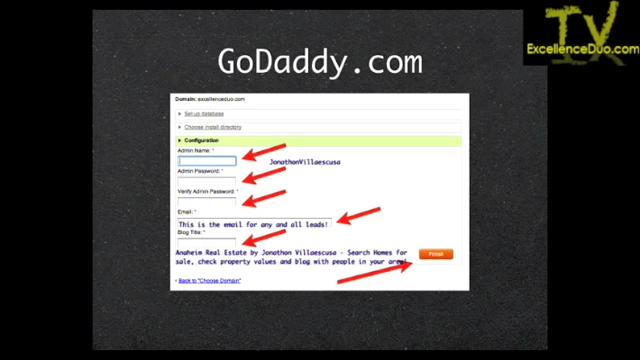 IV
ExcellenceDuo.com
GoDaddy.com
Domain: excellenceduo.com
Set up database
Choose install directory
Configuration
Admin Name: *
JonathonVillaescusa
Admin Password: *
Verify Admin Password: *
Email: *
This is the email for any and all leads!
Blog Title: *
Anaheim Real Estate by Jonathon Villaescusa - Search Homes for
sale, check property values and blog with people in your area!
Finish
Back to "Choose Domain"